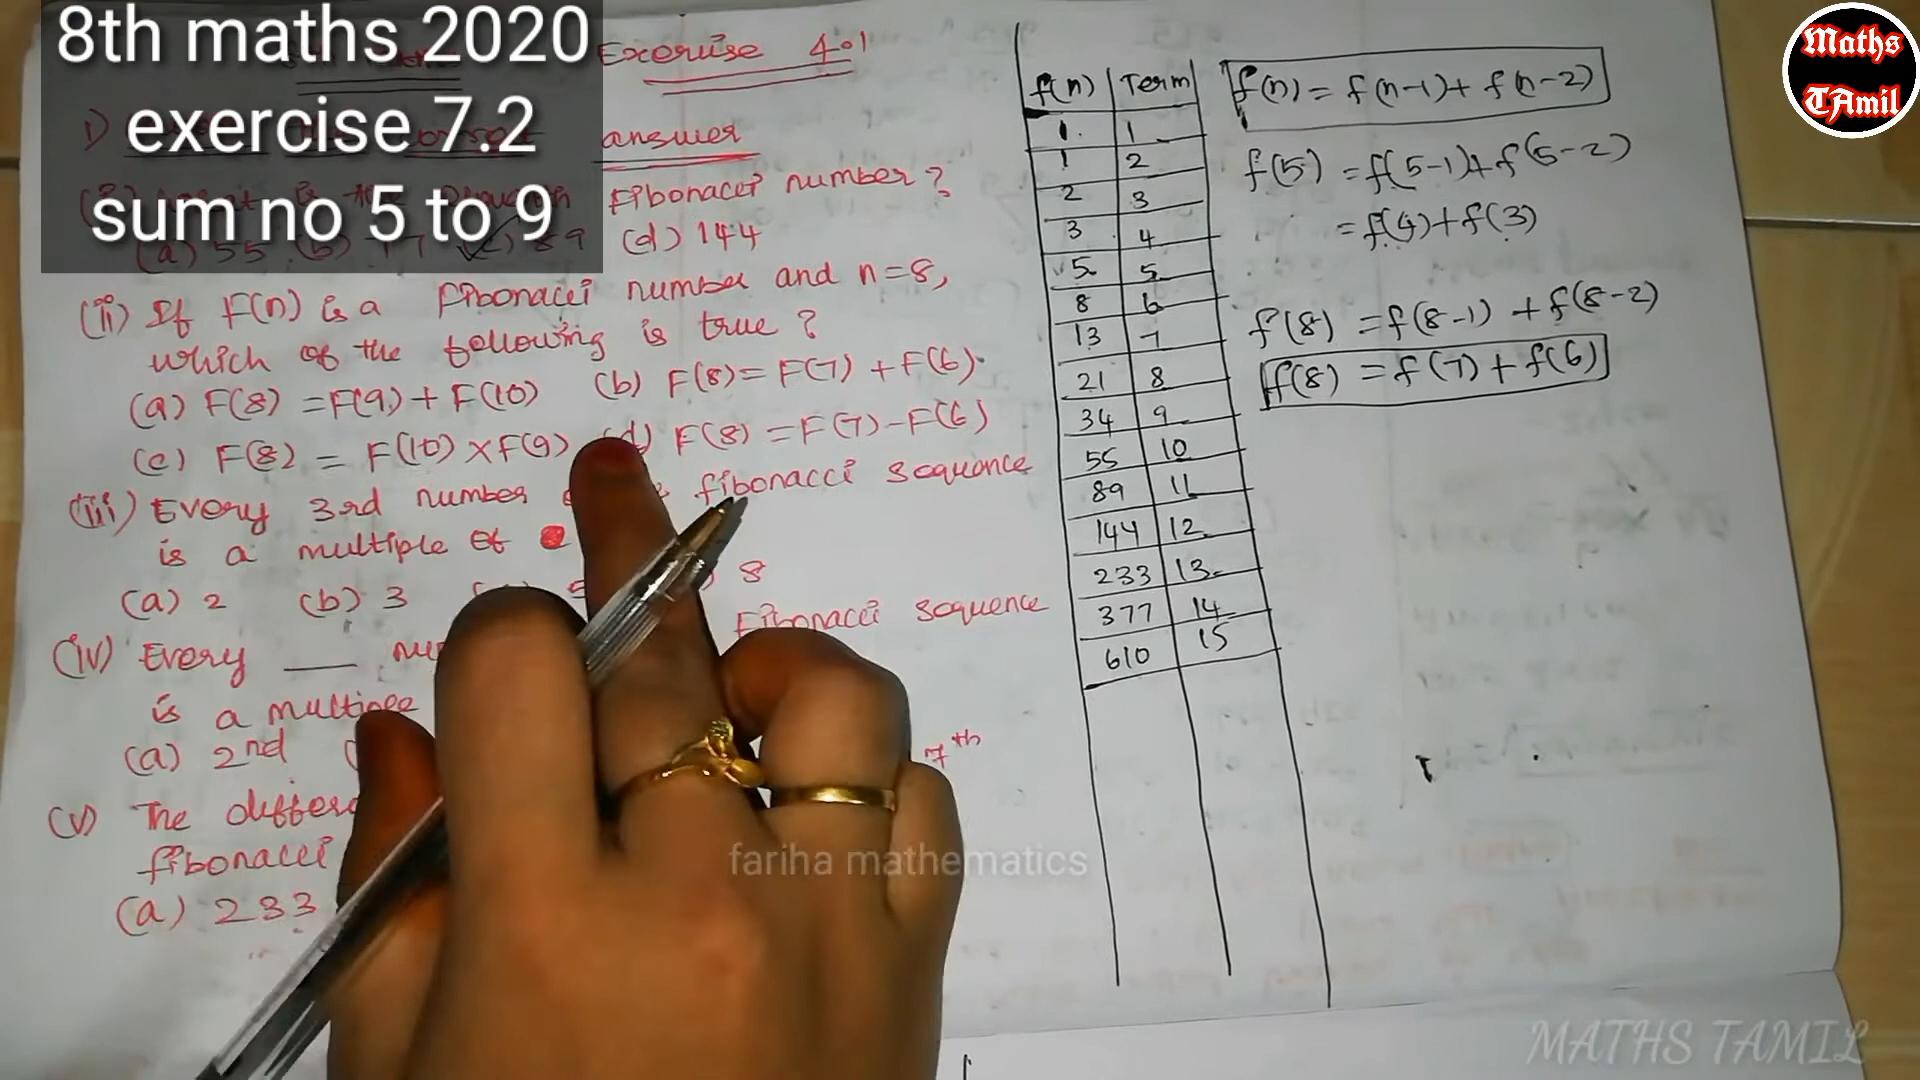 8th maths 2020
exercise 7.2
sum no 5 to 9
Exercise 4.1
1) answer
Fibonacci number?
(a) 55 (b) 77 (c) 89 (d) 144
(ii) If F(n) is a Fibonacci number and n=8,
which of the following is true?
(a) F(8) = F(9) + F(10) (b) F(8) = F(7) + F(6)
(c) F(8) = F(10) × F(9) (d) F(8) = F(7) - F(6)
(iii) Every 3rd number fibonacci sequence
is a multiple of
(a) 2 (b) 3 8
(iv) Every ___ Fibonacci sequence
is a multiple
(a) 2nd 7th
(v) The
fibonacci
(a) 233
f(n) Term
1 1
1 2
2 3
3 4
5 5
8 6
13 7
21 8
34 9
55 10
89 11
144 12
233 13
377 14
610 15
f(n) = f(n-1) + f(n-2)
f(5) = f(5-1) + f(5-2)
= f(4) + f(3)
f(8) = f(8-1) + f(8-2)
f(8) = f(7) + f(6)
Maths
TAmil
fariha mathematics
MATHS TAMIL